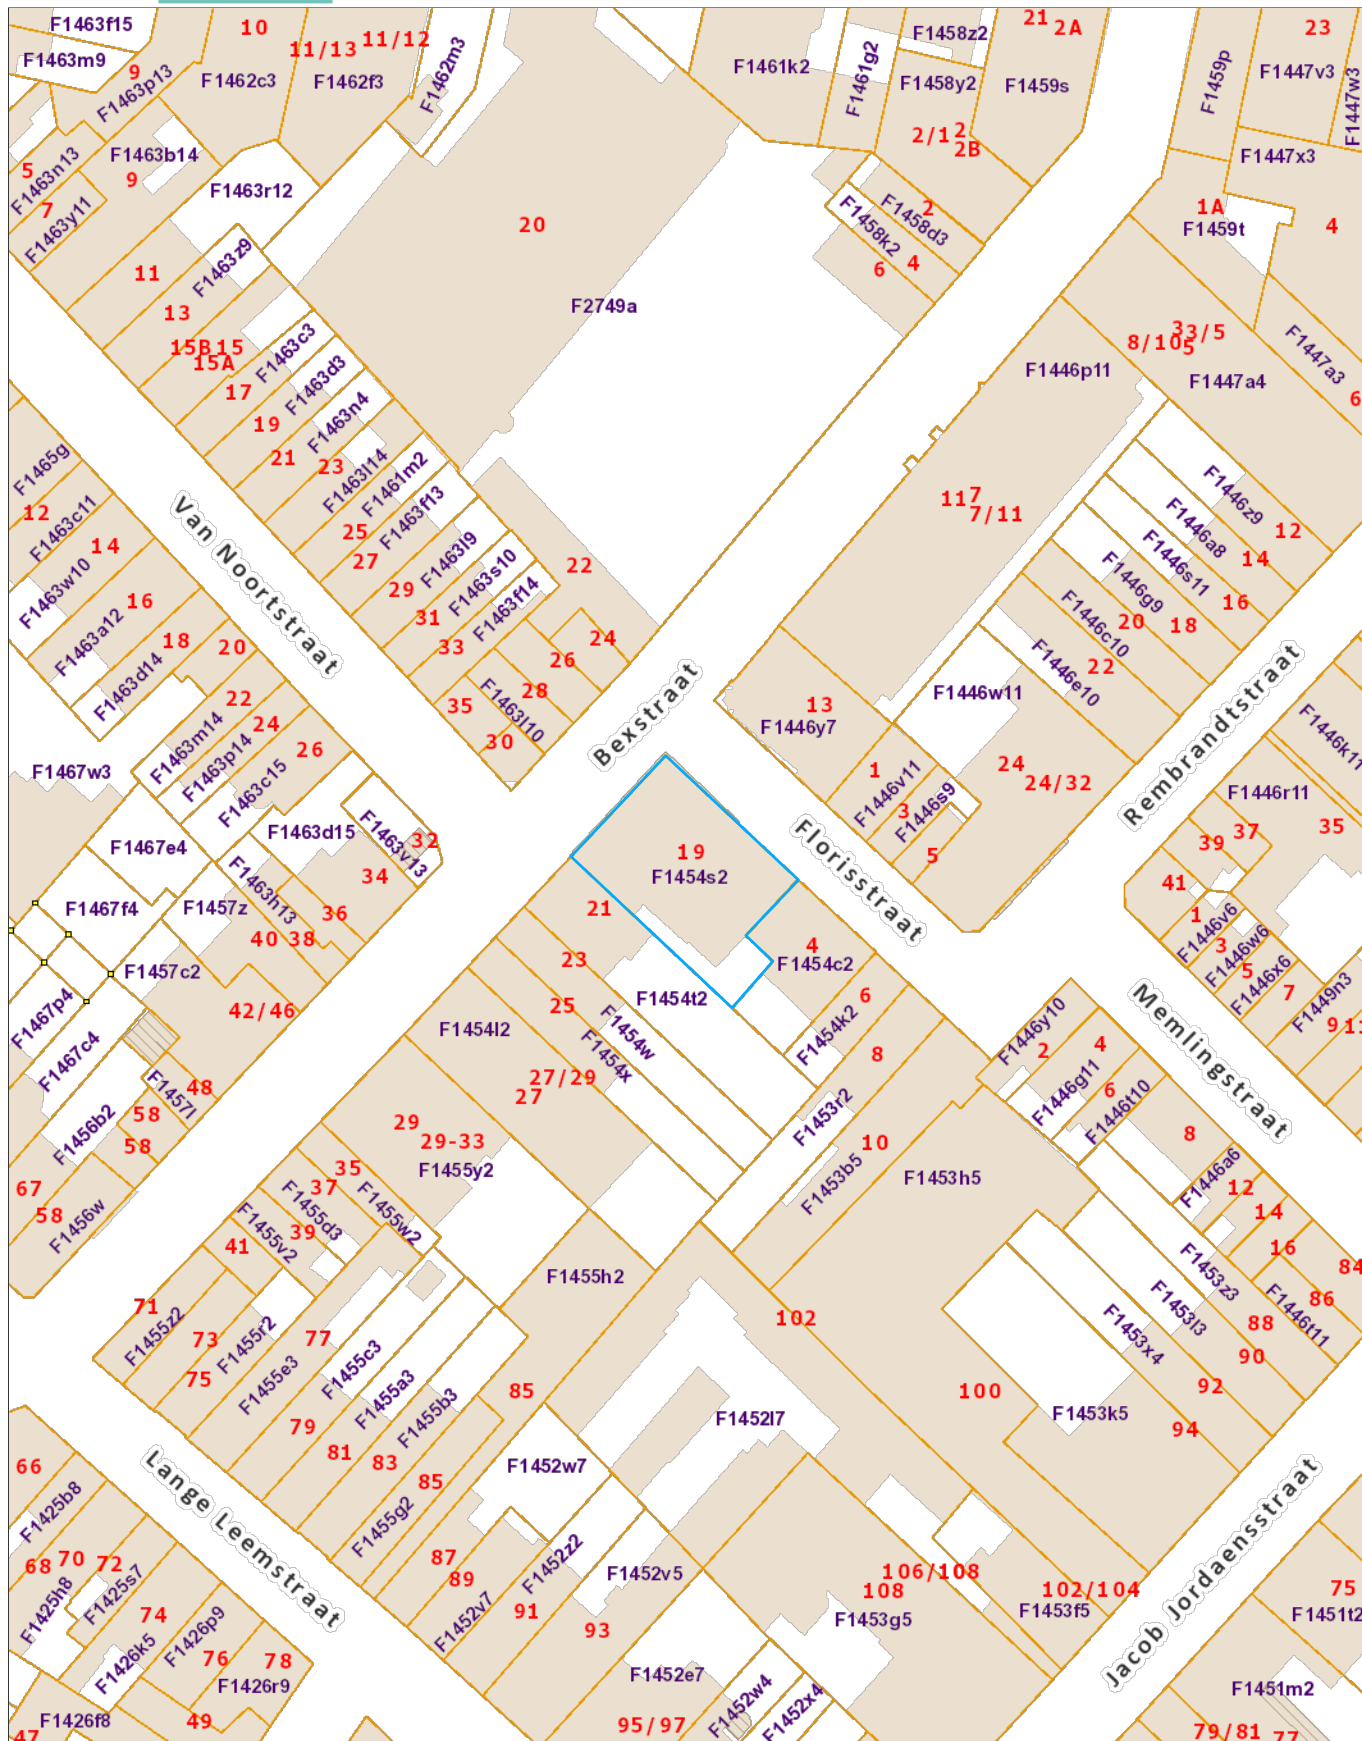 F1463f15
10
11/13
11/12
F1458z2
21
2A
23
F1463m9
9
F1463p13
F1462c3
F1462f3
F1462m3
F1461k2
F1461g2
F1458y2
F1459s
F1459p
F1447v3
F1447w3
5
F1463n13
F1463b14
9
F1463r12
2/1
2
2B
F1447x3
7
F1463y11
20
F1458d3
2
F1458k2
4
6
1A
F1459t
4
11
F1463z9
F2749a
13
15B
15
15A
F1463c3
17
F1463d3
19
F1463n4
21
23
F1463l14
F1461m2
F1446p11
8/10
3
3/5
5
F1447a4
F1447a3
6
F1465g
12
F1463c11
14
F1463w10
F1463a12
16
F1463d14
18
20
Van Noortstraat
25
F1463f13
27
F1463l9
29
F1463s10
31
F1463f14
33
22
24
26
28
F1463l10
35
30
117
7/11
F1446z9
12
F1446a8
14
F1446s11
16
F1446g9
18
20
F1446c10
22
F1446e10
F1446w11
Rembrandtstraat
Bexstraat
13
F1446y7
F1467w3
22
F1463m14
24
F1463p14
26
F1463c15
1
F1446v11
3
F1446s9
5
24
24/32
F1446k11
F1446r11
35
37
39
41
F1467e4
F1463d15
F1463v13
32
34
F1463h13
36
19
F1454s2
Florisstraat
F1467f4
F1457z
40
38
21
23
F1454t2
4
F1454c2
1
F1446v6
3
F1446w6
5
F1446x6
7
F1449n3
9
F1457c2
42/46
F1467p4
F1467c4
F1454l2
25
F1454w
F1454x
6
F1454k2
8
F1446y10
2
4
F1446g11
6
F1446t10
Memlingstraat
48
F1457l
F1456b2
58
58
27/29
27
29
29-33
F1455y2
F1453r2
10
F1453b5
F1453h5
8
F1446a6
12
14
16
84
67
58
F1456w
35
37
F1455d3
F1455w2
39
F1455v2
41
F1455h2
102
F1453z3
F1453l3
F1453x4
F1446t11
86
88
90
92
94
71
F1455z2
73
F1455r2
75
77
F1455e3
F1455c3
F1455a3
F1455b3
79
81
83
85
85
F1455g2
F1452l7
100
F1453k5
66
F1425b8
68
70
72
F1425h8
F1425s7
74
F1426k5
F1426p9
76
78
F1426r9
49
F1426f8
47
Lange Leemstraat
F1452w7
87
89
F1452z2
F1452v7
91
93
F1452v5
F1452e7
95/97
F1452w4
F1452x4
106/108
108
F1453g5
102/104
F1453f5
Jacob Jordaensstraat
75
F1451t2
F1451m2
79/81
77